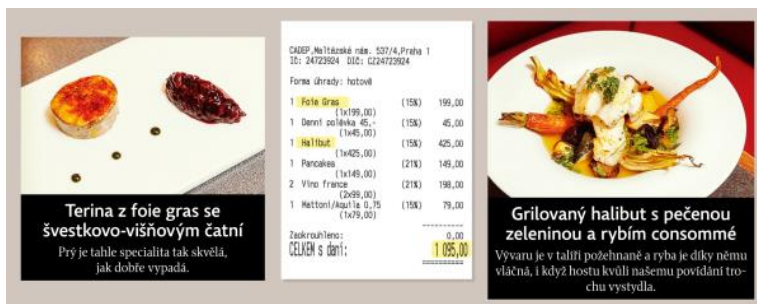 Terina z foie gras se
švestkovo-višňovým čatní
Prý je tahle specialita tak skvělá,
jak dobře vypadá.
CADEP,Maltézské nám. 537/4,Praha 1
IČ: 24723924 DIČ: CZ24723924
Forma úhrady: hotově
1 Foie Gras (15%) 199,00
(1x199,00)
1 Denní polévka 45,- (15%) 45,00
(1x45,00)
1 Halibut (15%) 425,00
(1x425,00)
1 Pancakes (21%) 149,00
(1x149,00)
2 Víno france (21%) 198,00
(2x99,00)
1 Mattoni/Aquila 0,75 (15%) 79,00
(1x79,00)
Zaokrouhleno: 0,00
CELKEM s daní: 1 095,00
Grilovaný halibut s pečenou
zeleninou a rybím consommé
Vývaru je v talíři požehnaně a ryba je díky němu
vláčná, i když hostu kvůli našemu povídání tro-
chu vystydla.